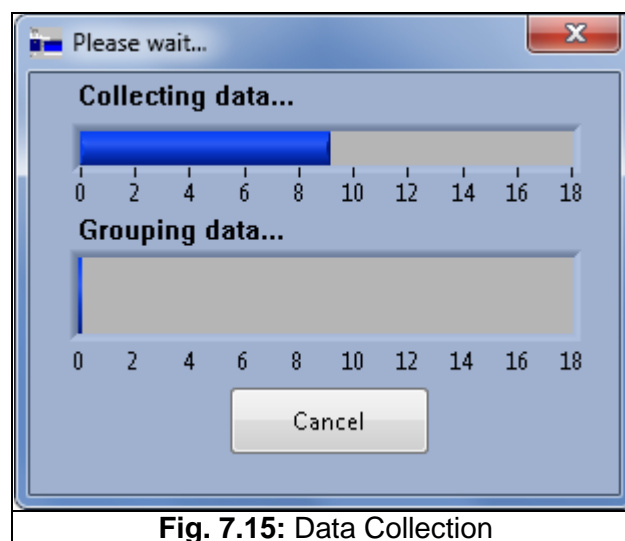 Please wait...
Collecting data...
0 2 4 6 8 10 12 14 16 18
Grouping data...
0 2 4 6 8 10 12 14 16 18
Cancel
Fig. 7.15: Data Collection